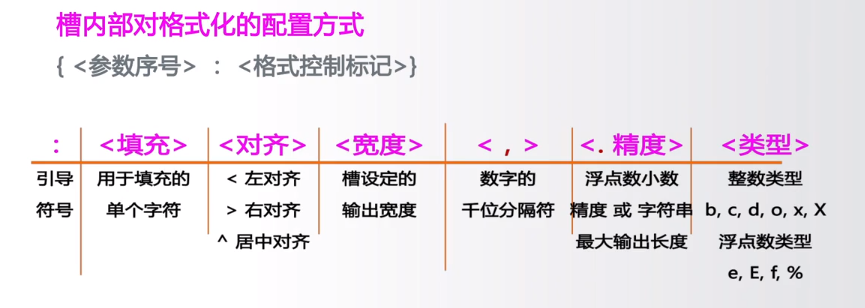 槽内部对格式化的配置方式
{ <参数序号> : <格式控制标记>}
: <填充> <对齐> <宽度> < , > <. 精度> <类型>
引导 用于填充的 < 左对齐 槽设定的 数字的 浮点数小数 整数类型
符号 单个字符 > 右对齐 输出宽度 千位分隔符 精度 或 字符串 b, c, d, o, x, X
^ 居中对齐 最大输出长度 浮点数类型
e, E, f, %